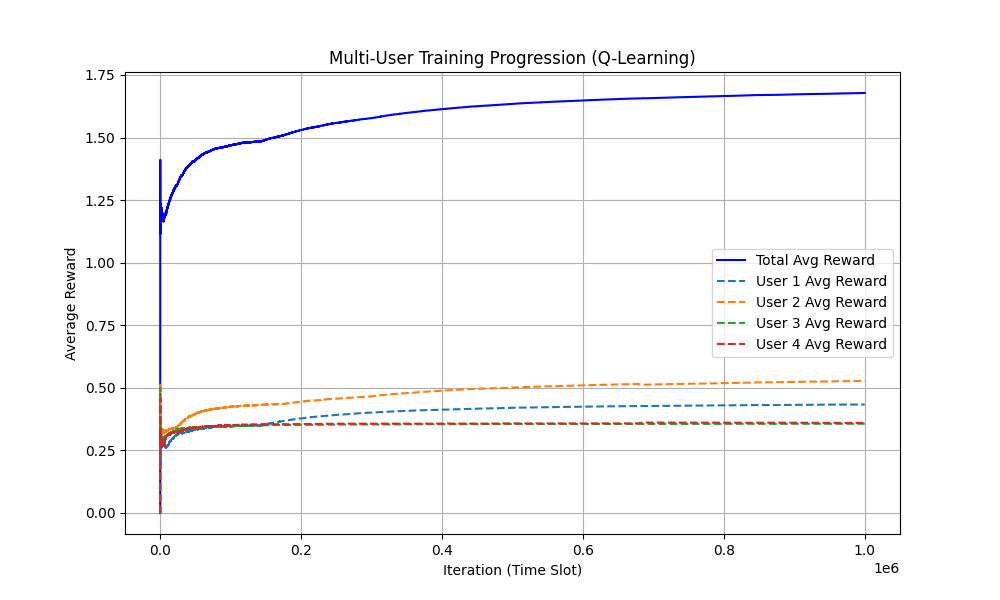 Multi-User Training Progression (Q-Learning)
1.75
1.50
1.25
1.00
0.75
0.50
0.25
0.00
Average Reward
Total Avg Reward
User 1 Avg Reward
User 2 Avg Reward
User 3 Avg Reward
User 4 Avg Reward
0.0 0.2 0.4 0.6 0.8 1.0
1e6
Iteration (Time Slot)